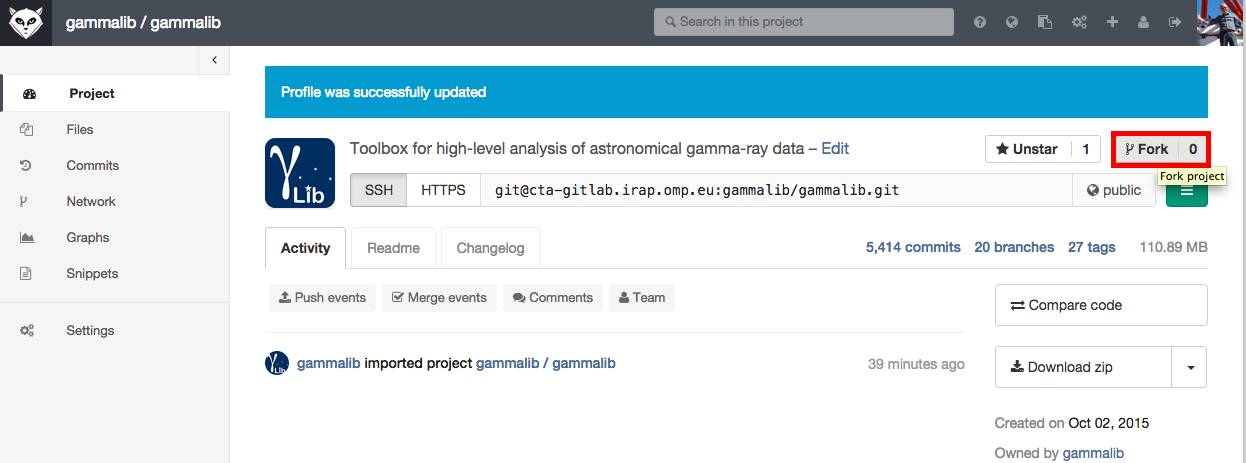 gammalib / gammalib
Search in this project
Project
Files
Commits
Network
Graphs
Snippets
Settings
Profile was successfully updated
γLib
Toolbox for high-level analysis of astronomical gamma-ray data – Edit
Unstar 1
Fork 0
Fork project
SSH HTTPS git@cta-gitlab.irap.omp.eu:gammalib/gammalib.git public
Activity Readme Changelog 5,414 commits 20 branches 27 tags 110.89 MB
Push events Merge events Comments Team
Compare code
γLib gammalib imported project gammalib / gammalib 39 minutes ago
Download zip
Created on Oct 02, 2015
Owned by gammalib